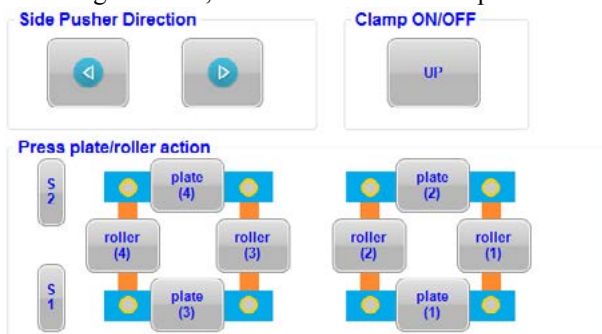 Side Pusher Direction
Clamp ON/OFF
UP
Press plate/roller action
S
2
plate
(4)
plate
(2)
roller
(4)
roller
(3)
roller
(2)
roller
(1)
S
1
plate
(3)
plate
(1)